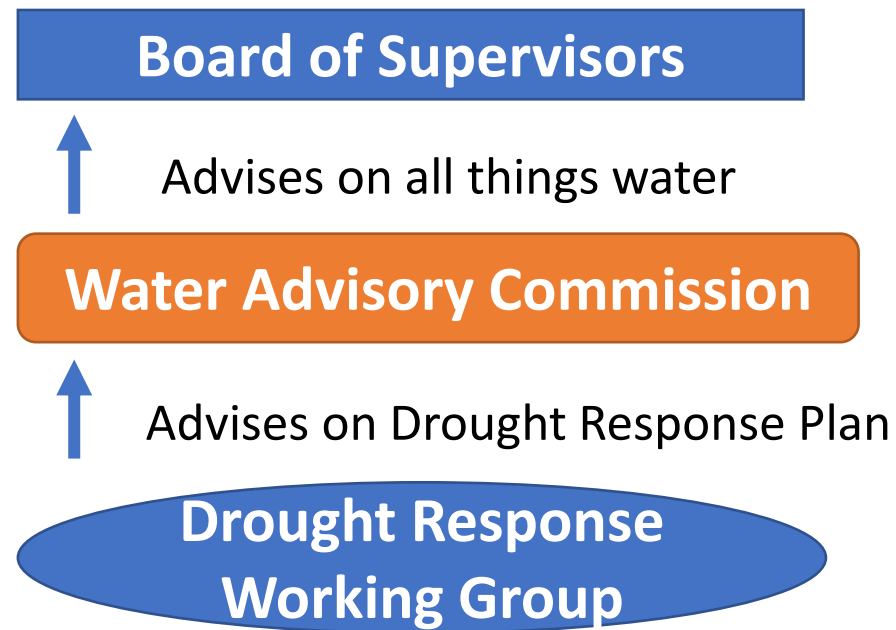 Board of Supervisors
Advises on all things water
Water Advisory Commission
Advises on Drought Response Plan
Drought Response
Working Group